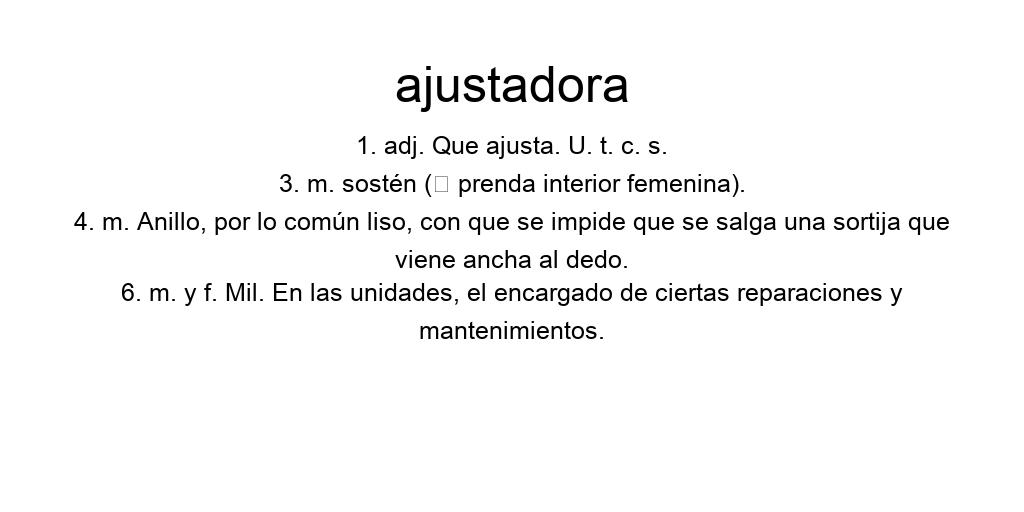 ajustadora
1. adj. Que ajusta. U. t. c. s.
3. m. sostén (□ prenda interior femenina).
4. m. Anillo, por lo común liso, con que se impide que se salga una sortija que
viene ancha al dedo.
6. m. y f. Mil. En las unidades, el encargado de ciertas reparaciones y
mantenimientos.